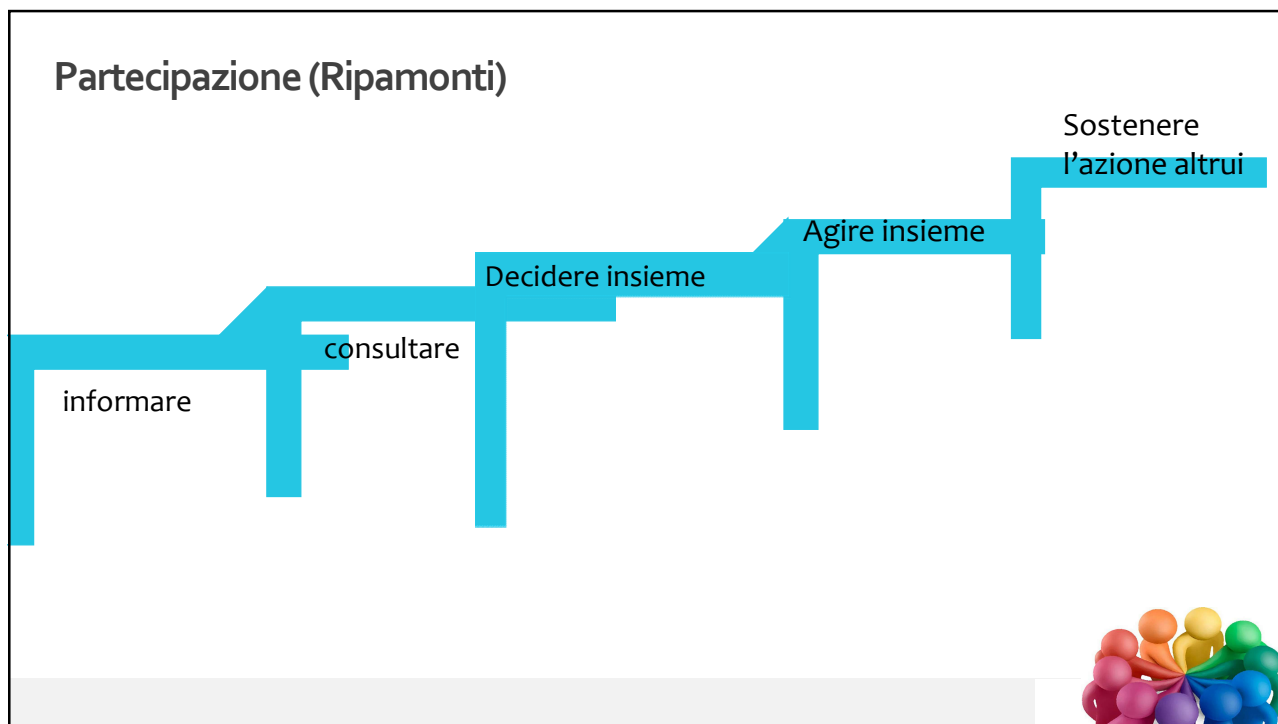 Partecipazione (Ripamonti)
Sostenere
l’azione altrui
Agire insieme
Decidere insieme
consultare
informare